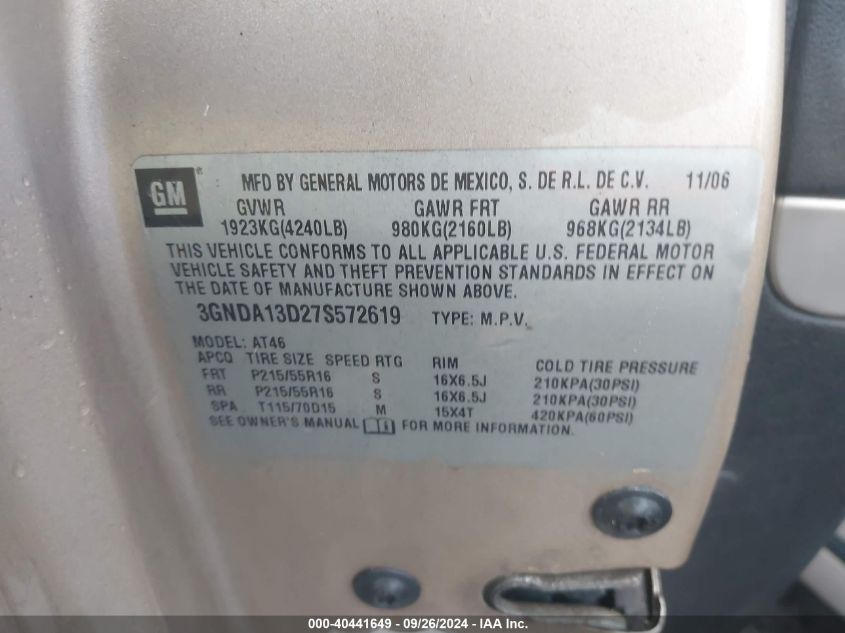 GM ® MFD BY GENERAL MOTORS DE MEXICO, S. DE R.L. DE C.V. 11/06
GVWR GAWR FRT GAWR RR
1923KG(4240LB) 980KG(2160LB) 968KG(2134LB)
THIS VEHICLE CONFORMS TO ALL APPLICABLE U.S. FEDERAL MOTOR
VEHICLE SAFETY AND THEFT PREVENTION STANDARDS IN EFFECT ON
THE DATE OF MANUFACTURE SHOWN ABOVE.
3GNDA13D27S572619 TYPE: M.P.V.
MODEL: AT46
APCQ TIRE SIZE SPEED RTG RIM COLD TIRE PRESSURE
FRT P215/55R16 S 16X6.5J 210KPA(30PSI)
RR P215/55R16 S 16X6.5J 210KPA(30PSI)
SPA T115/70D15 M 15X4T 420KPA(60PSI)
SEE OWNER'S MANUAL FOR MORE INFORMATION.
000-40441649 - 09/26/2024 - IAA, Inc.